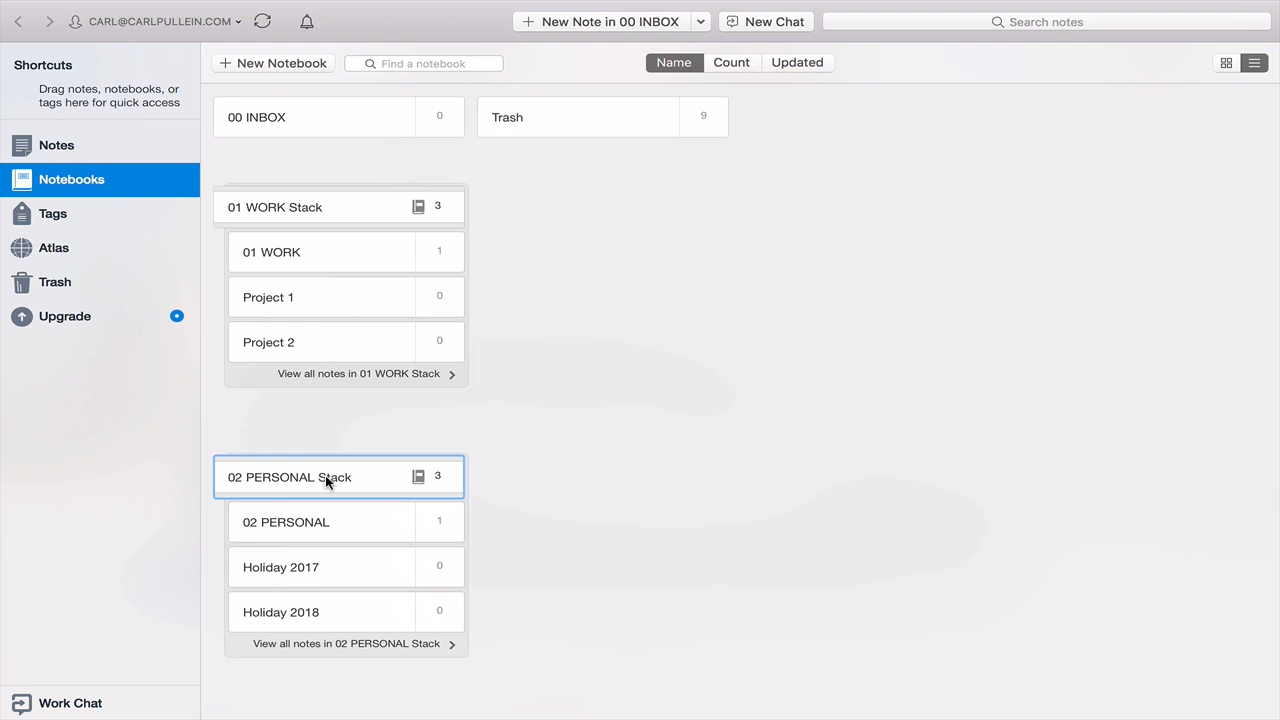 CARL@CARLPULLEIN.COM
New Note in 00 INBOX
New Chat
Search notes
Shortcuts
Drag notes, notebooks, or
tags here for quick access
Notes
Notebooks
Tags
Atlas
Trash
Upgrade
Work Chat
New Notebook
Find a notebook
Name
Count
Updated
00 INBOX 0
Trash 9
01 WORK Stack 3
01 WORK 1
Project 1 0
Project 2 0
View all notes in 01 WORK Stack
02 PERSONAL Stack 3
02 PERSONAL 1
Holiday 2017 0
Holiday 2018 0
View all notes in 02 PERSONAL Stack